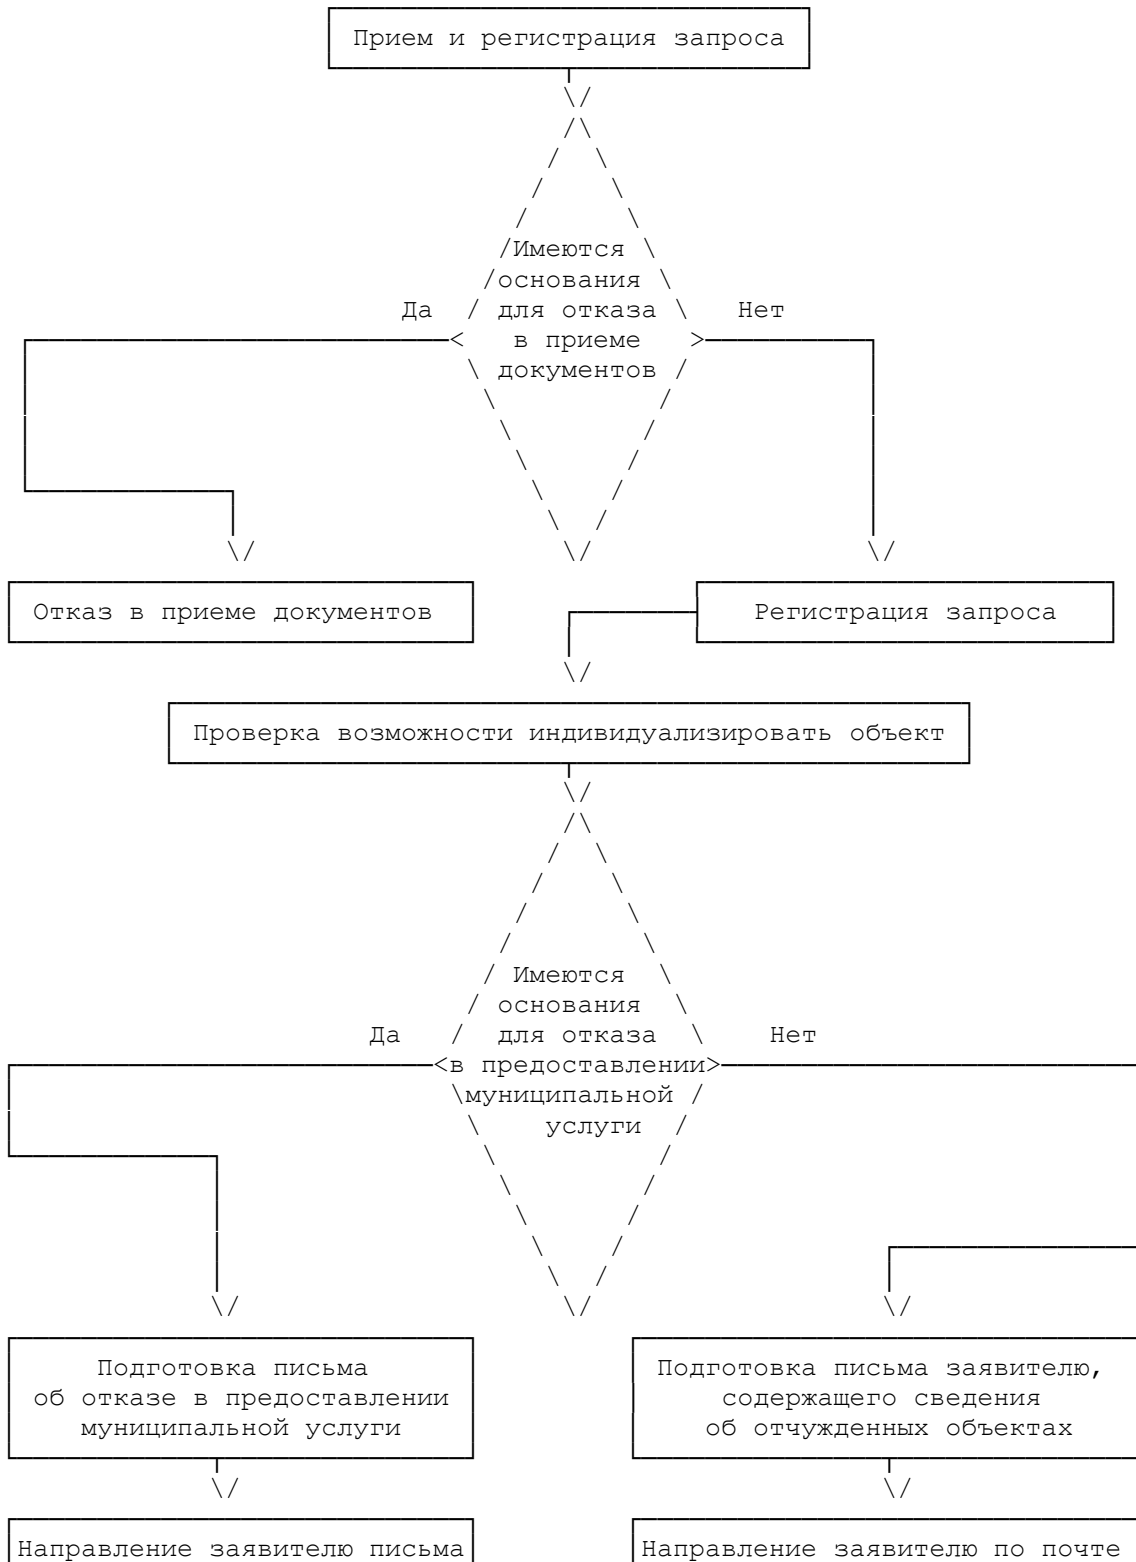 Прием и регистрация запроса
Имеются
основания
Да для отказа Нет
в приеме
документов
Отказ в приеме документов
Регистрация запроса
Проверка возможности индивидуализировать объект
Имеются
основания
Да для отказа Нет
в предоставлении
муниципальной
услуги
Подготовка письма
об отказе в предоставлении
муниципальной услуги
Подготовка письма заявителю,
содержащего сведения
об отчужденных объектах
Направление заявителю письма
Направление заявителю по почте